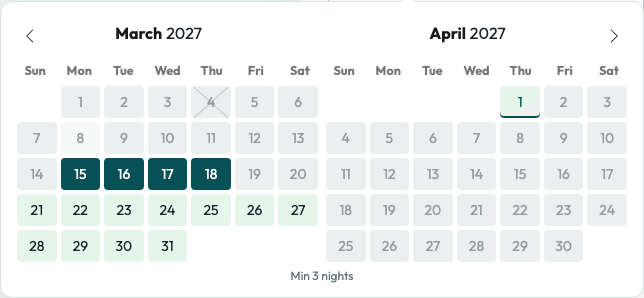 March 2027 April 2027
Sun Mon Tue Wed Thu Fri Sat Sun Mon Tue Wed Thu Fri Sat
1 2 3 4 5 6 1 2 3
7 8 9 10 11 12 13 4 5 6 7 8 9 10
14 15 16 17 18 19 20 11 12 13 14 15 16 17
21 22 23 24 25 26 27 18 19 20 21 22 23 24
28 29 30 31 25 26 27 28 29 30
Min 3 nights